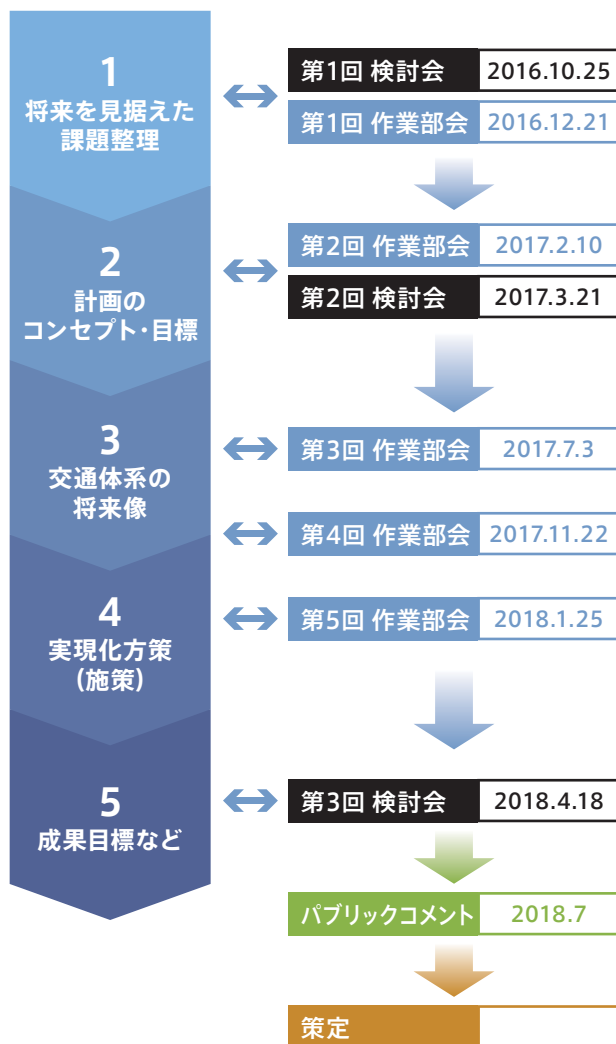 1
将来を見据えた
課題整理
第1回 検討会 2016.10.25
第1回 作業部会 2016.12.21
2
計画の
コンセプト・目標
第2回 作業部会 2017.2.10
第2回 検討会 2017.3.21
3
交通体系の
将来像
第3回 作業部会 2017.7.3
第4回 作業部会 2017.11.22
4
実現化方策
(施策)
第5回 作業部会 2018.1.25
5
成果目標など
第3回 検討会 2018.4.18
パブリックコメント 2018.7
策定